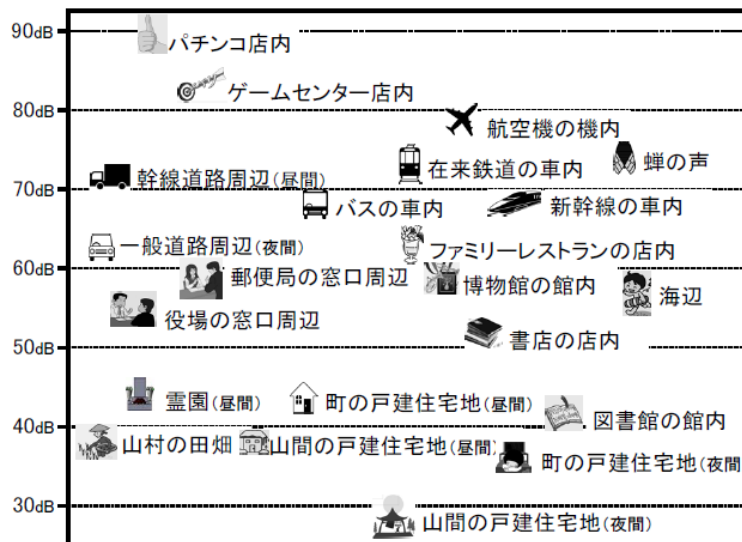 90dB
パチンコ店内
ゲームセンター店内
80dB
航空機の機内
在来鉄道の車内
蝉の声
幹線道路周辺(昼間)
70dB
バスの車内
新幹線の車内
一般道路周辺(夜間)
ファミリーレストランの店内
60dB
郵便局の窓口周辺
博物館の館内
海辺
役場の窓口周辺
書店の店内
50dB
霊園(昼間)
町の戸建住宅地(昼間)
40dB
図書館の館内
山村の田畑
山間の戸建住宅地(昼間)
町の戸建住宅地(夜間
30dB
山間の戸建住宅地(夜間)